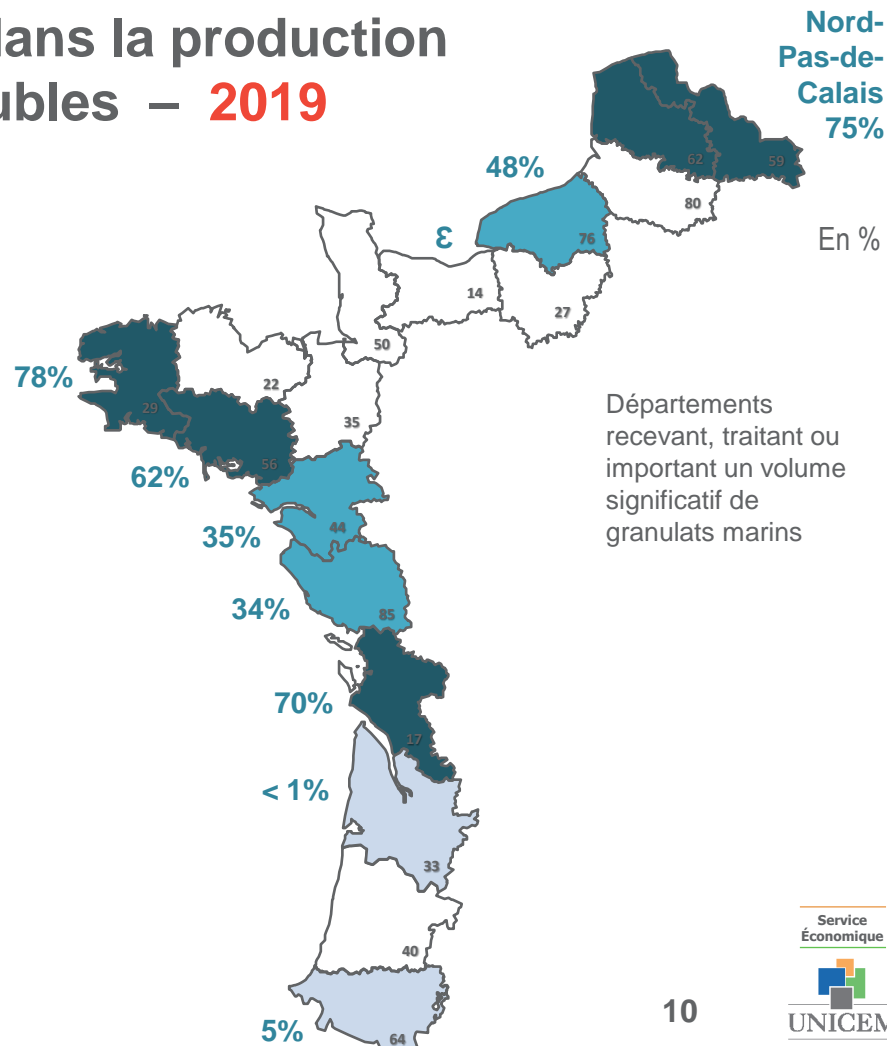 dans la production
ubles – 2019
Nord-
Pas-de-
Calais
75%
62
59
48%
80
ε
76
En %
14
27
50
78%
22
29
35
Départements
recevant, traitant ou
important un volume
significatif de
granulats marins
56
62%
44
35%
34%
85
70%
17
< 1%
33
40
Service
Économique
10
UNICEM
5%
64